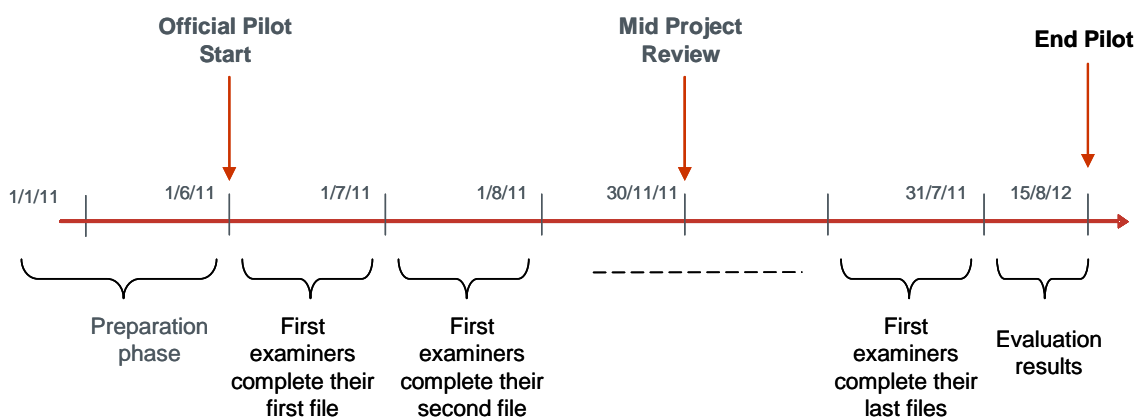 Official Pilot
Start
Mid Project
Review
End Pilot
1/1/11
1/6/11
1/7/11
1/8/11
30/11/11
31/7/11
15/8/12
Preparation
phase
First
examiners
complete their
first file
First
examiners
complete their
second file
First
examiners
complete their
last files
Evaluation
results